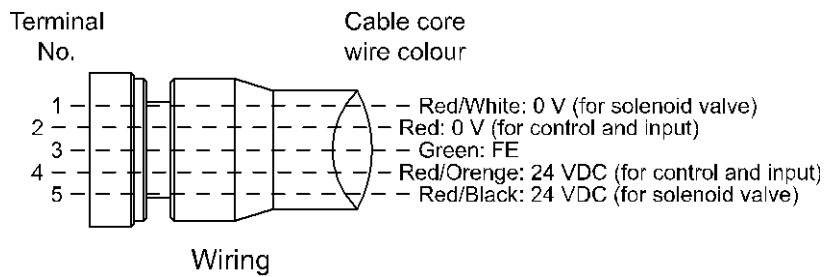 Terminal
No.
Cable core
wire colour
1
Red/White: 0 V (for solenoid valve)
2
Red: 0 V (for control and input)
3
Green: FE
4
Red/Orenge: 24 VDC (for control and input)
5
Red/Black: 24 VDC (for solenoid valve)
Wiring